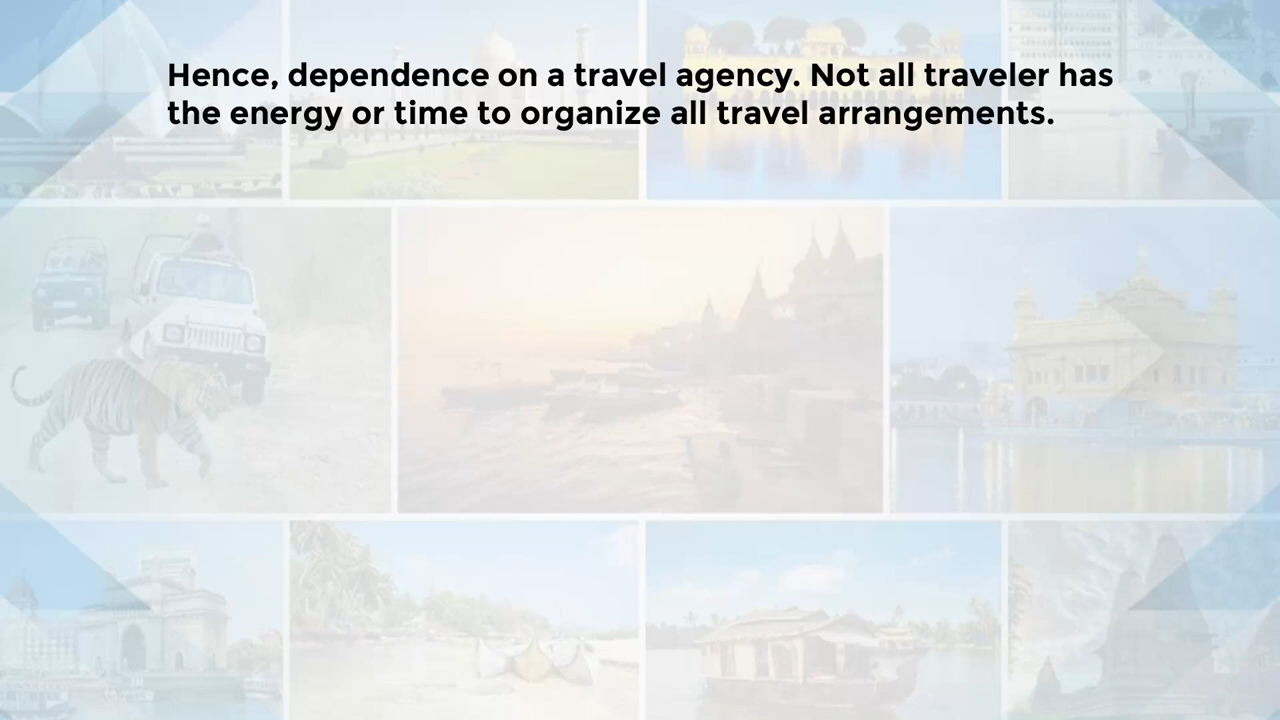 Hence, dependence on a travel agency. Not all traveler has
the energy or time to organize all travel arrangements.